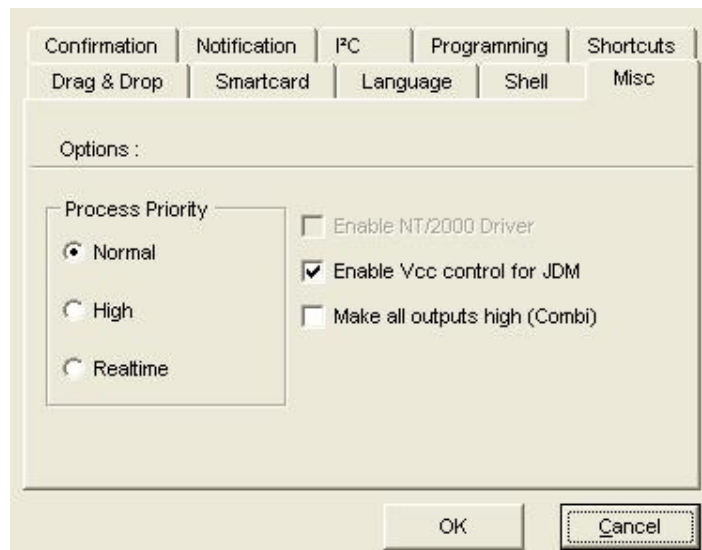 Confirmation Notification I²C Programming Shortcuts
Drag & Drop Smartcard Language Shell Misc
Options :
Process Priority
Normal
High
Realtime
Enable NT/2000 Driver
Enable Vcc control for JDM
Make all outputs high (Combi)
OK Cancel